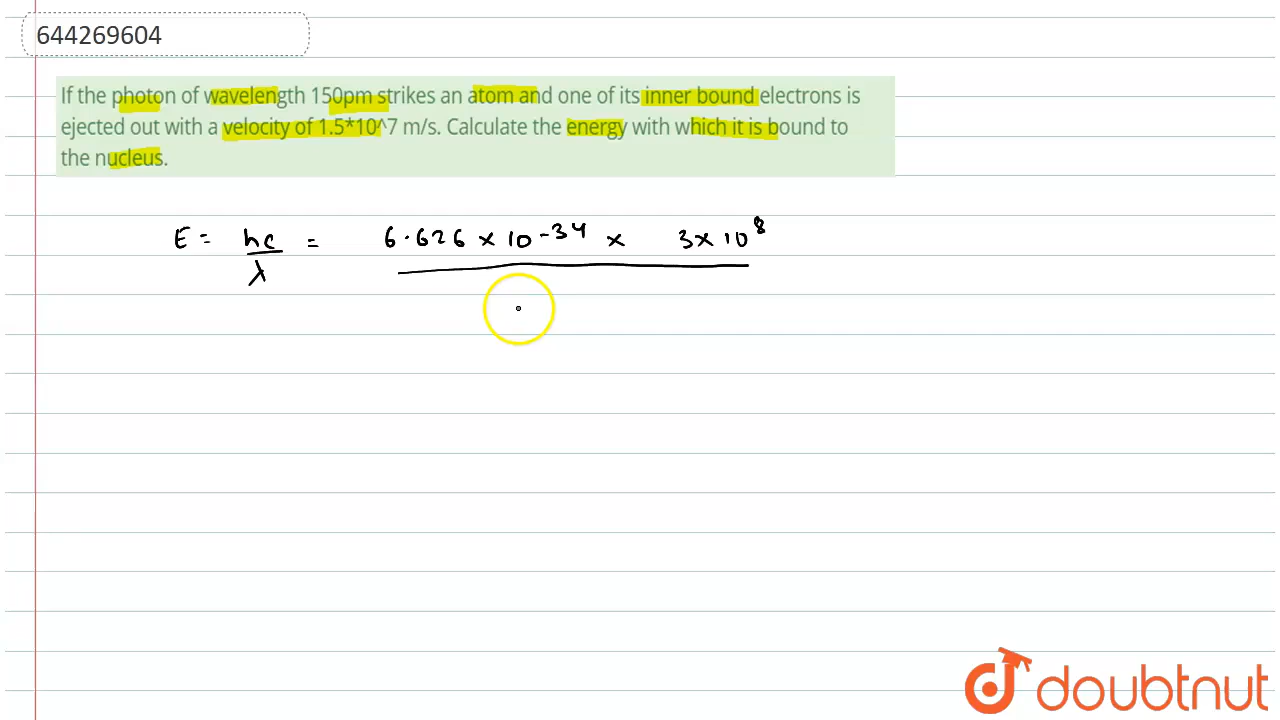 644269604
If the photon of wavelength 150pm strikes an atom and one of its inner bound electrons is
ejected out with a velocity of 1.5*10^7 m/s. Calculate the energy with which it is bound to
the nucleus.
E = hc/λ = 6.626 × 10-34 × 3×10^8
doubtnut